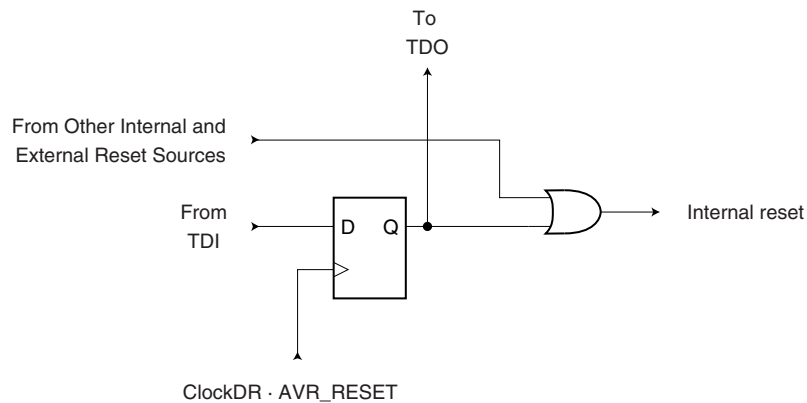 To
TDO
From Other Internal and
External Reset Sources
From
TDI
D
Q
Internal reset
ClockDR · AVR_RESET